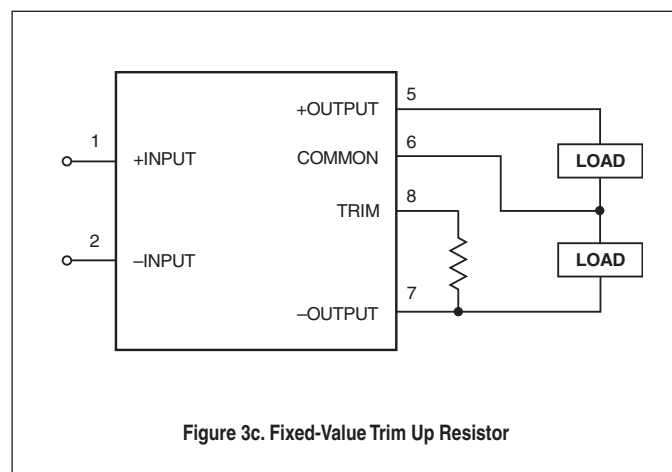 +OUTPUT 5
1 +INPUT
COMMON 6
LOAD
TRIM 8
2 –INPUT
LOAD
–OUTPUT 7
Figure 3c. Fixed-Value Trim Up Resistor